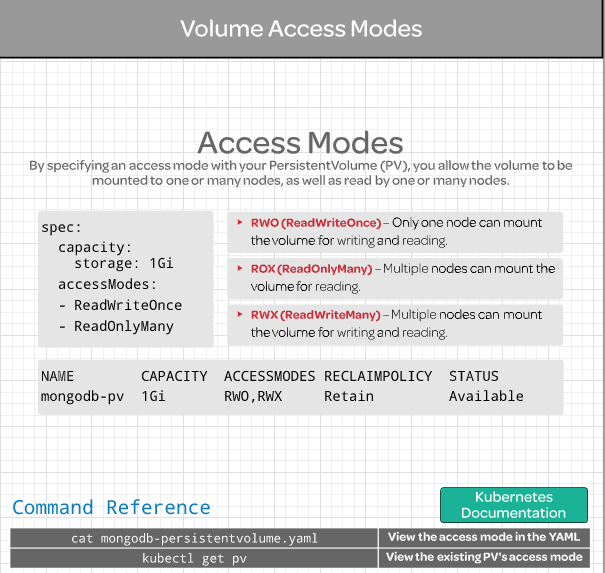 Volume Access Modes
Access Modes
By specifying an access mode with your PersistentVolume (PV), you allow the volume to be
mounted to one or many nodes, as well as read by one or many nodes.
spec:
capacity:
storage: 1Gi
accessModes:
- ReadWriteOnce
- ReadOnlyMany
RWO (ReadWriteOnce) – Only one node can mount
the volume for writing and reading.
ROX (ReadOnlyMany) – Multiple nodes can mount the
volume for reading.
RWX (ReadWriteMany) – Multiple nodes can mount
the volume for writing and reading.
NAME CAPACITY ACCESSMODES RECLAIMPOLICY STATUS
mongodb-pv 1Gi RWO,RWX Retain Available
Command Reference
Kubernetes
Documentation
cat mongodb-persistentvolume.yaml View the access mode in the YAML
kubectl get pv View the existing PV's access mode